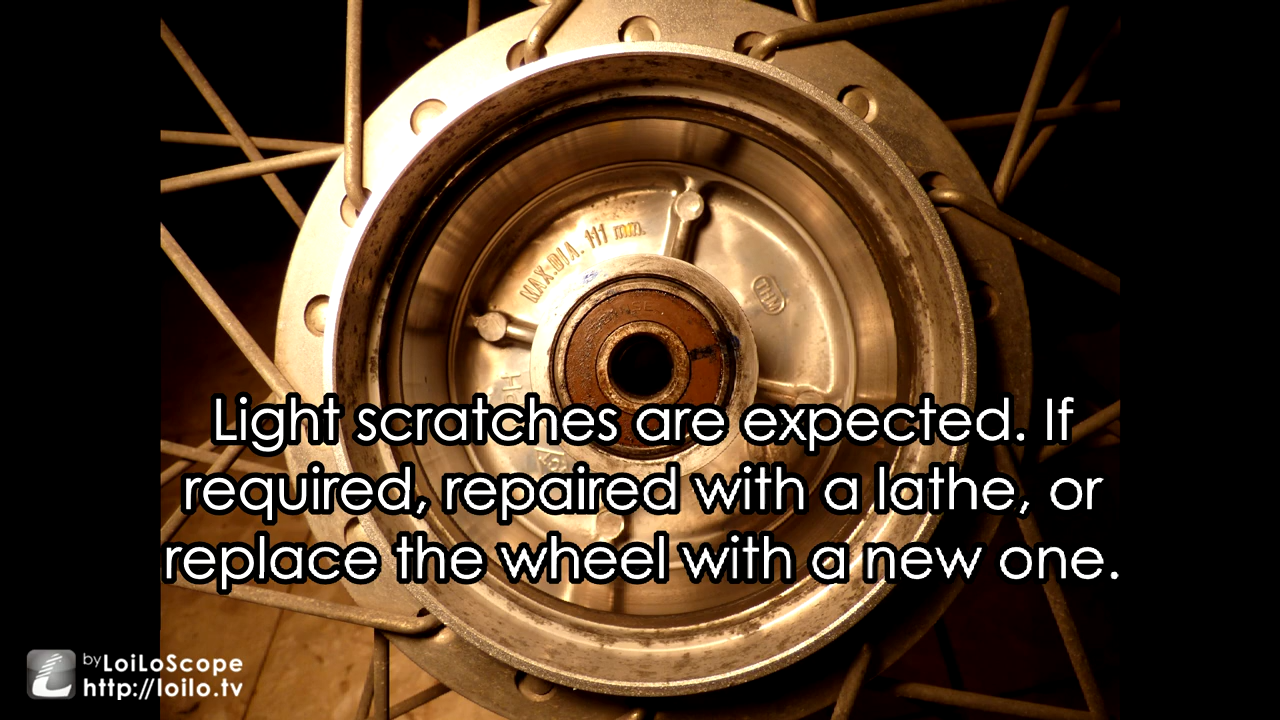 MAX.DIA. 111 mm.
THM
Light scratches are expected. If
required, repaired with a lathe, or
replace the wheel with a new one.
by LoiLoScope
http://loilo.tv